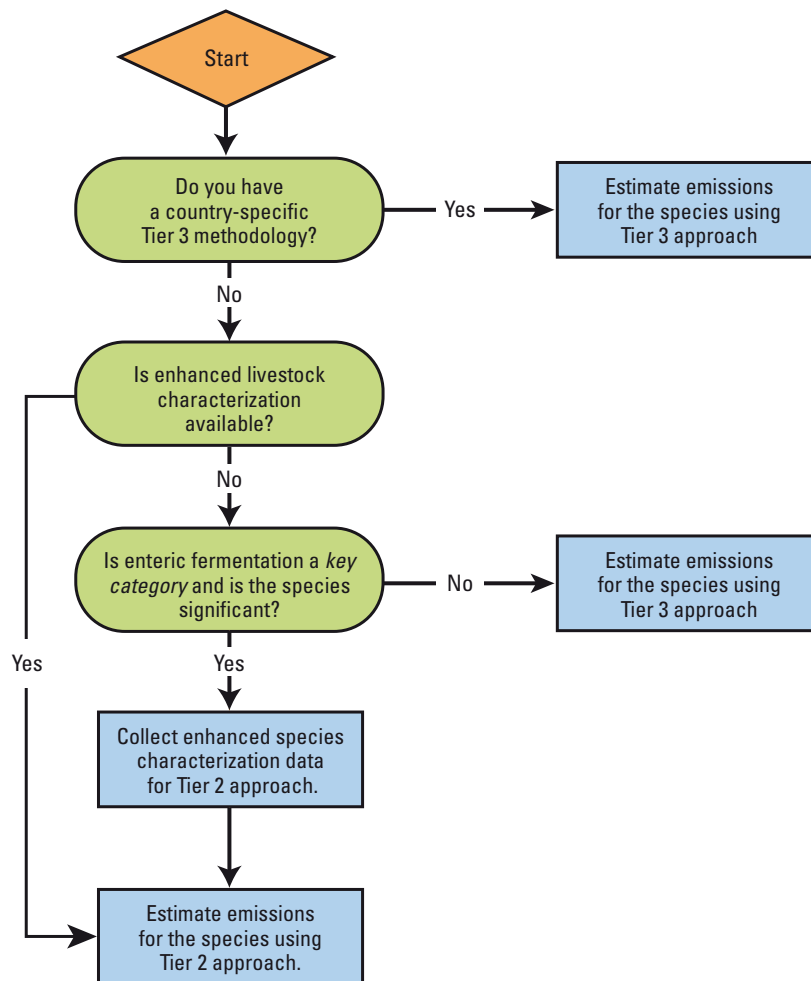 Start
Do you have
a country-specific
Tier 3 methodology?
Yes
Estimate emissions
for the species using
Tier 3 approach
No
Is enhanced livestock
characterization
available?
No
Is enteric fermentation a key
category and is the species
significant?
No
Estimate emissions
for the species using
Tier 3 approach
Yes
Yes
Collect enhanced species
characterization data
for Tier 2 approach.
Estimate emissions
for the species using
Tier 2 approach.